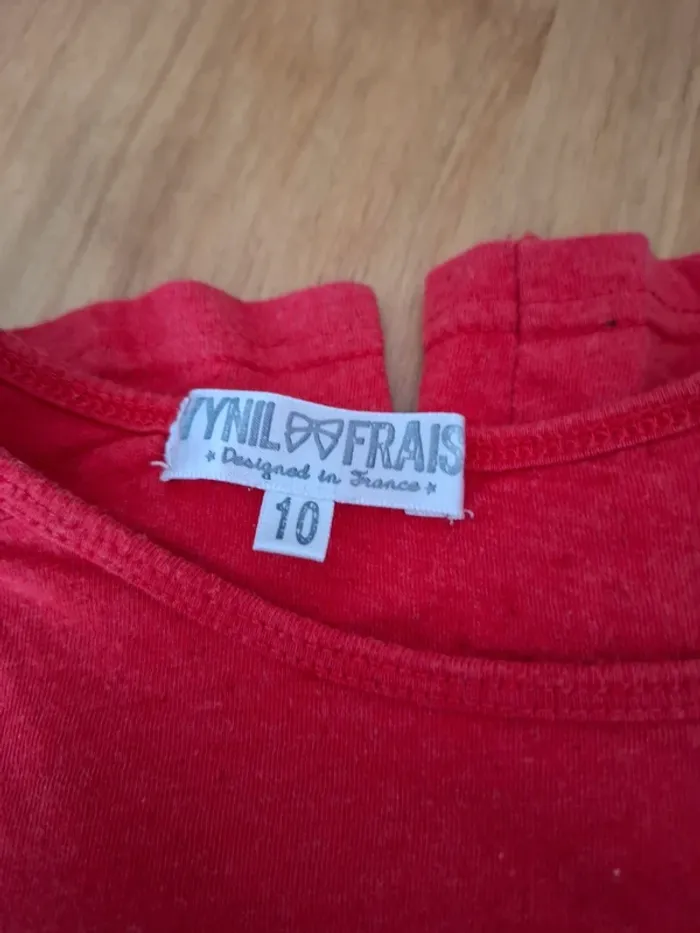 VYNIL FRAIS
* Designed in France *
10